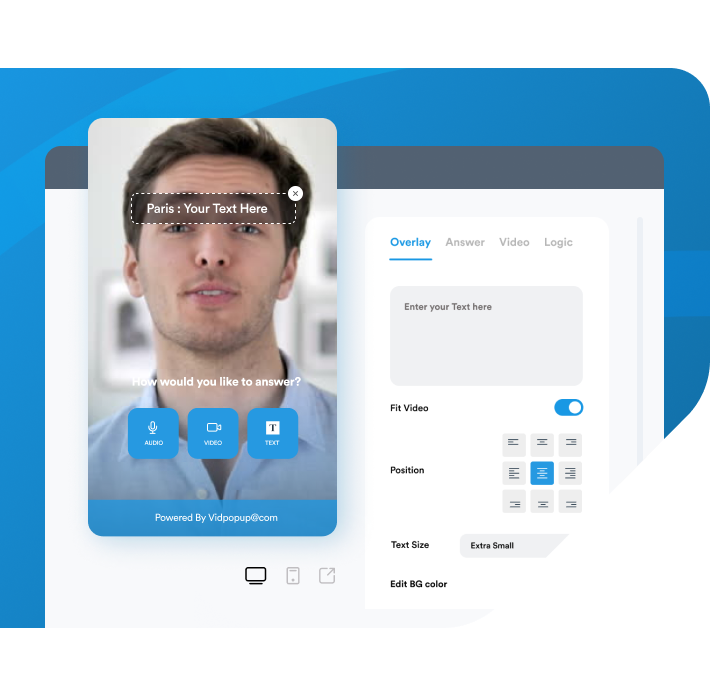 Paris : Your Text Here
How would you like to answer?
AUDIO
VIDEO
T
TEXT
Powered By Vidpopup@com
Overlay Answer Video Logic
Enter your Text here
Fit Video
Position
Text Size
Extra Small
Edit BG color